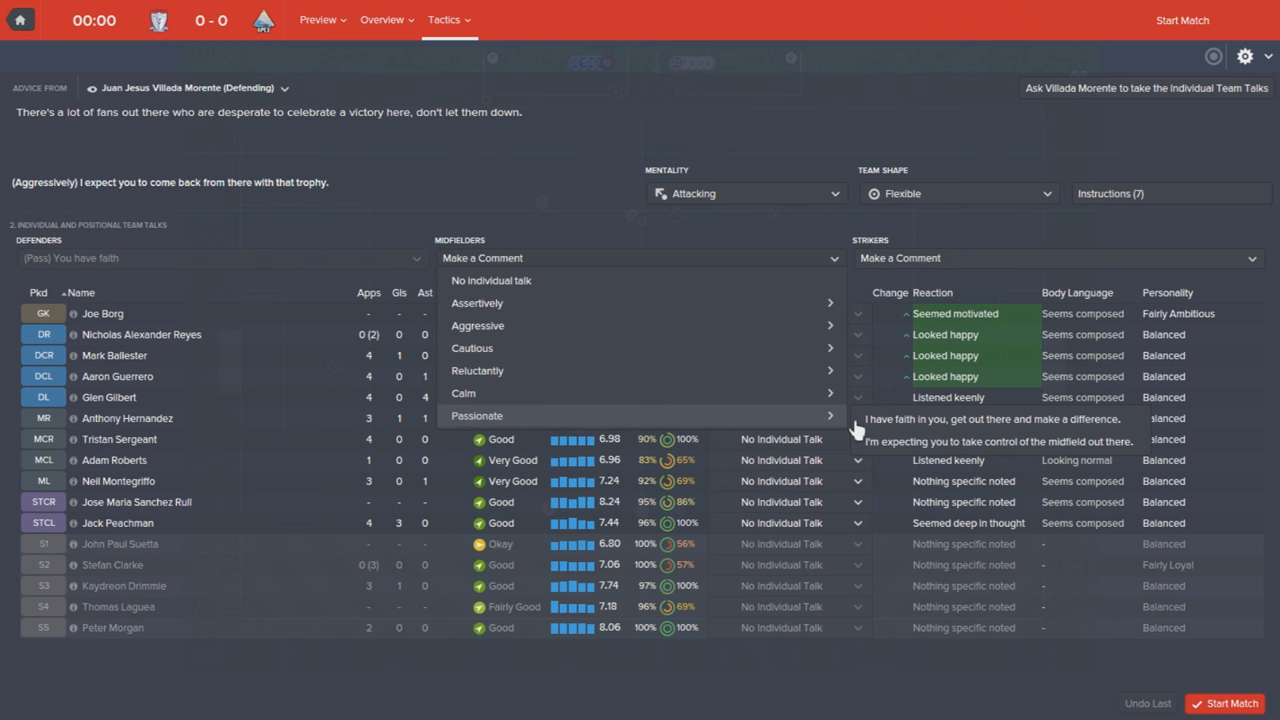 00:00 0 - 0 Preview Overview Tactics Start Match
ADVICE FROM Juan Jesus Villada Morente (Defending) Ask Villada Morente to take the Individual Team Talks
There's a lot of fans out there who are desperate to celebrate a victory here, don't let them down.
MENTALITY TEAM SHAPE
(Aggressively) I expect you to come back from there with that trophy. Attacking Flexible Instructions (7)
2. INDIVIDUAL AND POSITIONAL TEAM TALKS
DEFENDERS MIDFIELDERS STRIKERS
(Pass) You have faith Make a Comment Make a Comment
No individual talk
Assertively
Aggressive
Cautious
Reluctantly
Calm
Passionate
I have faith in you, get out there and make a difference.
I'm expecting you to take control of the midfield out there.
Pkd Name Apps Gls Ast Change Reaction Body Language Personality
GK Joe Borg - - - Seemed motivated Seems composed Fairly Ambitious
DR Nicholas Alexander Reyes 0 (2) 0 0 Looked happy Seems composed Balanced
DCR Mark Ballester 4 1 0 Looked happy Seems composed Balanced
DCL Aaron Guerrero 4 0 1 Looked happy Seems composed Balanced
DL Glen Gilbert 4 0 4 Listened keenly Seems composed Balanced
MR Anthony Hernandez 3 1 1
MCR Tristan Sergeant 4 0 0 Good 6.98 90% 100% No Individual Talk
MCL Adam Roberts 1 0 0 Very Good 6.96 83% 65% No Individual Talk Listened keenly Looking normal Balanced
ML Neil Montegriffo 3 0 1 Very Good 7.24 92% 69% No Individual Talk Nothing specific noted Seems composed Balanced
STCR Jose Maria Sanchez Rull - - - Good 8.24 95% 86% No Individual Talk Nothing specific noted Seems composed Balanced
STCL Jack Peachman 4 3 0 Good 7.44 96% 100% No Individual Talk Seemed deep in thought Seems composed Balanced
S1 John Paul Suetta - - - Okay 6.80 100% 56% No Individual Talk Nothing specific noted - Balanced
S2 Stefan Clarke 0 (3) 0 0 Good 7.06 100% 57% No Individual Talk Nothing specific noted - Fairly Loyal
S3 Kaydreon Drimmie 3 1 0 Good 7.74 97% 100% No Individual Talk Nothing specific noted - Balanced
S4 Thomas Laguea - - - Fairly Good 7.18 96% 69% No Individual Talk Nothing specific noted - Balanced
S5 Peter Morgan 2 0 0 Good 8.06 100% 100% No Individual Talk Nothing specific noted - Balanced
Undo Last Start Match